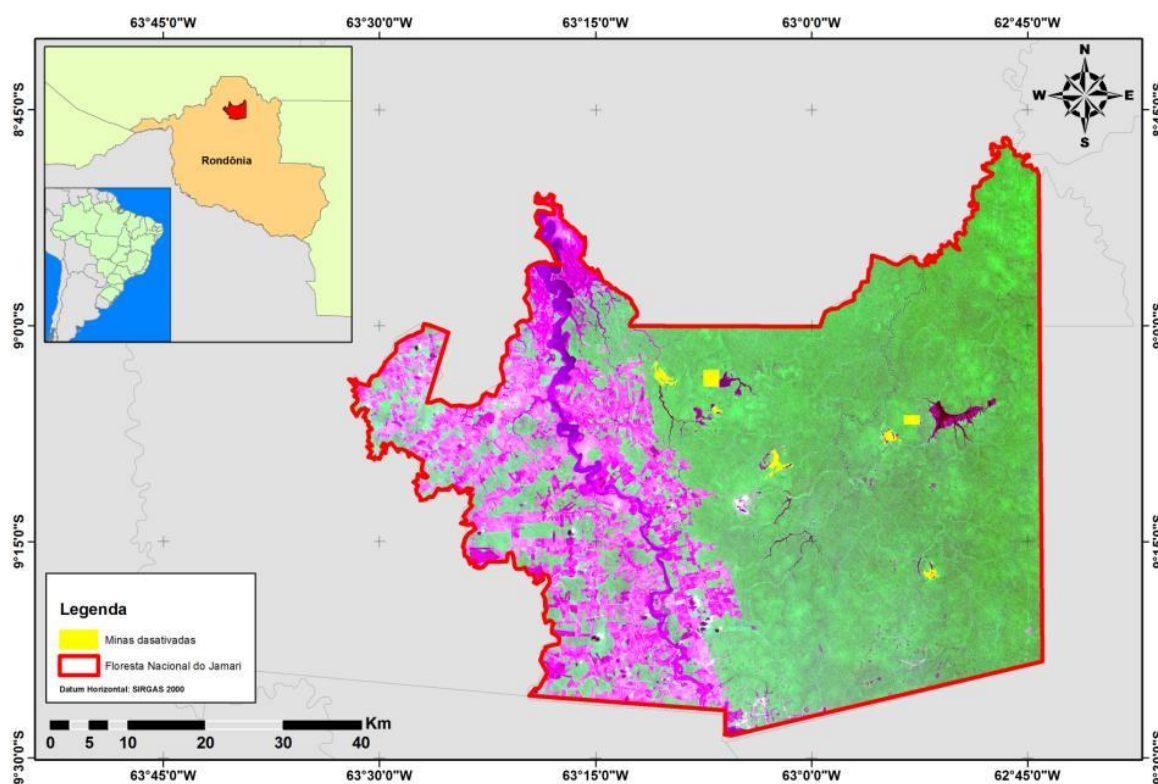 63°45'0"W 63°30'0"W 63°15'0"W 63°0'0"W 62°45'0"W
N
W E
S
8°45'0"S 8°45'0"S
Rondônia
9°0'0"S 9°0'0"S
9°15'0"S 9°15'0"S
Legenda
Minas dasativadas
Floresta Nacional do Jamari
Datum Horizontal: SIRGAS 2000
Km
0 5 10 20 30 40
9°30'0"S 9°30'0"S
63°45'0"W 63°30'0"W 63°15'0"W 63°0'0"W 62°45'0"W